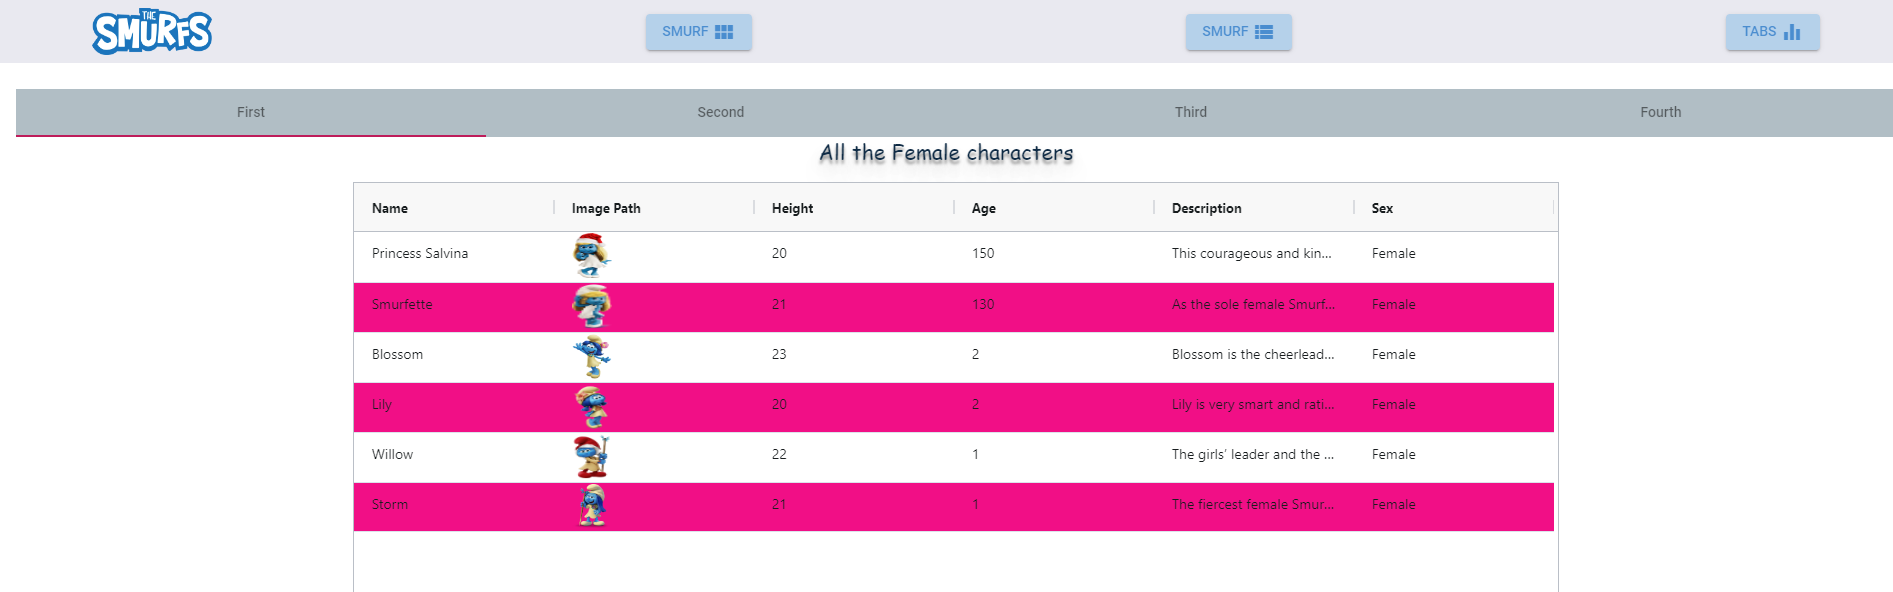 THE
SMURFS
SMURF
SMURF
TABS
First Second Third Fourth
All the Female characters
Name Image Path Height Age Description Sex
Princess Salvina 20 150 This courageous and kin... Female
Smurfette 21 130 As the sole female Smurf... Female
Blossom 23 2 Blossom is the cheerlead... Female
Lily 20 2 Lily is very smart and rati... Female
Willow 22 1 The girls’ leader and the ... Female
Storm 21 1 The fiercest female Smur... Female